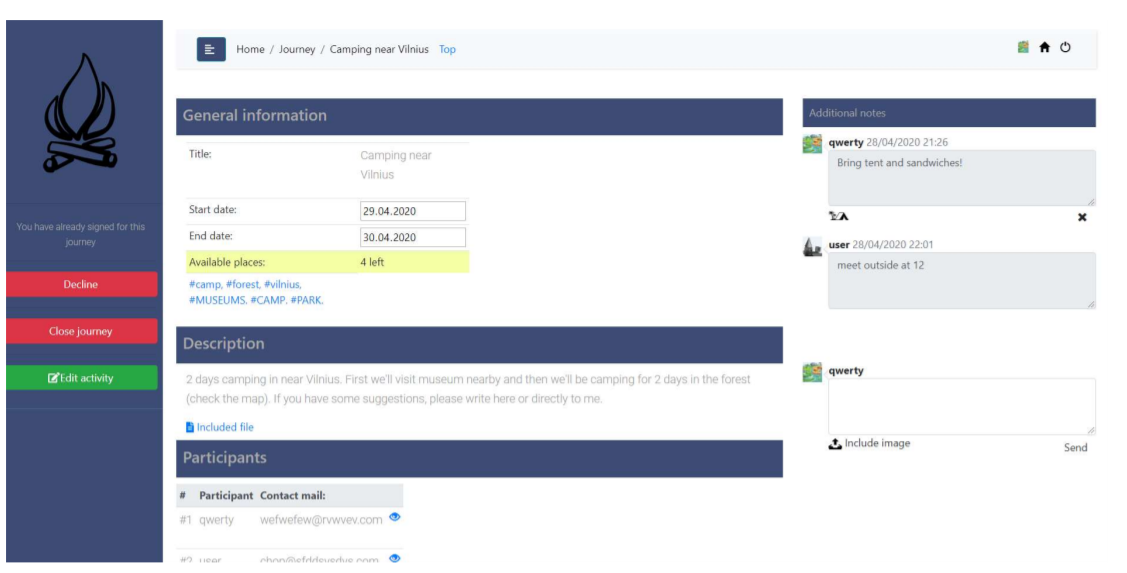 Home / Journey / Camping near Vilnius Top
You have already signed for this
journey
Decline
Close journey
Edit activity
General information
Title:
Camping near
Vilnius
Start date:
29.04.2020
End date:
30.04.2020
Available places:
4 left
#camp, #forest, #vilnius,
#MUSEUMS. #CAMP. #PARK.
Description
2 days camping in near Vilnius. First we'll visit museum nearby and then we'll be camping for 2 days in the forest
(check the map). If you have some suggestions, please write here or directly to me.
Included file
Participants
# Participant Contact mail:
#1 qwerty wefwefew@rvwvev.com
#2 user
Additional notes
qwerty 28/04/2020 21:26
Bring tent and sandwiches!
user 28/04/2020 22:01
meet outside at 12
qwerty
Include image
Send